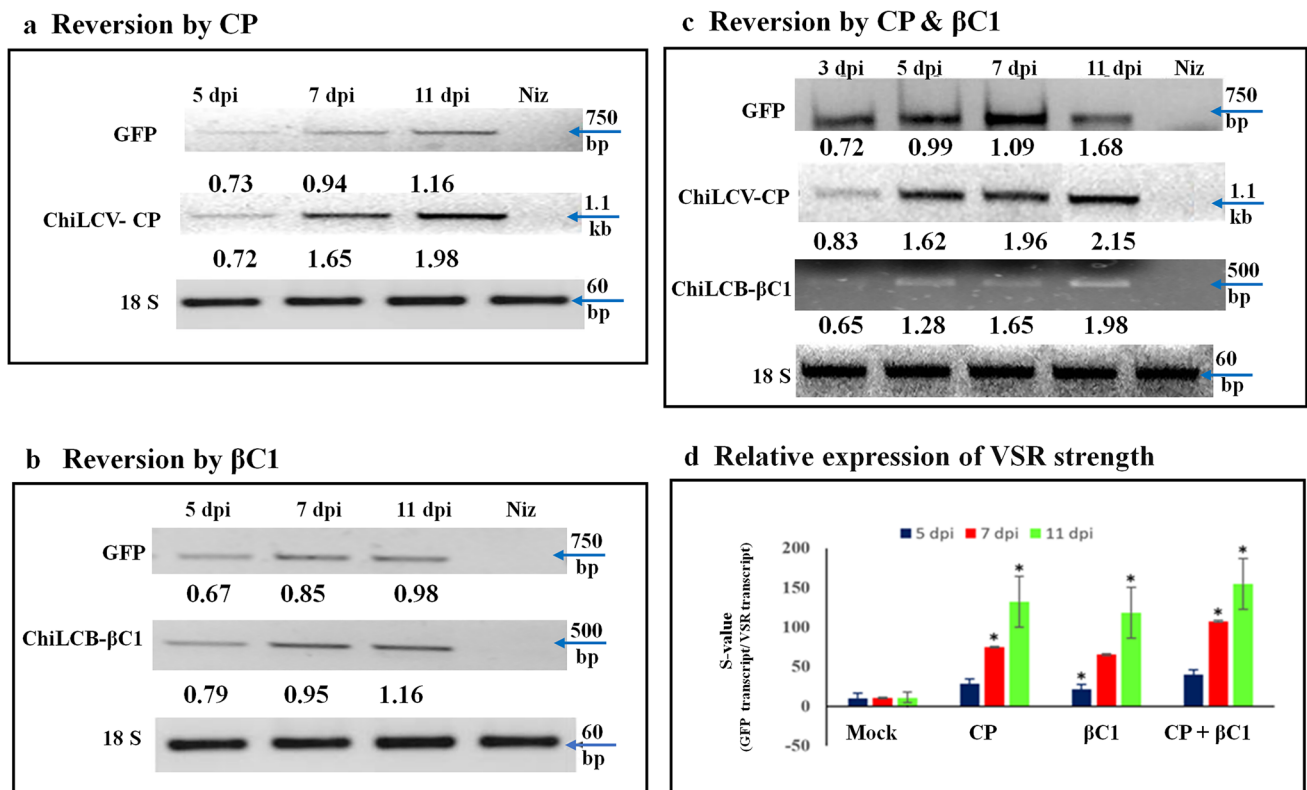 a Reversion by CP
5 dpi 7 dpi 11 dpi Niz
GFP
750
bp
0.73 0.94 1.16
ChiLCV- CP
1.1
kb
0.72 1.65 1.98
18 S
60
bp
b Reversion by βC1
5 dpi 7 dpi 11 dpi Niz
GFP
750
bp
0.67 0.85 0.98
ChiLCB-βC1
500
bp
0.79 0.95 1.16
18 S
60
bp
c Reversion by CP & βC1
3 dpi 5 dpi 7 dpi 11 dpi Niz
GFP
750
bp
0.72 0.99 1.09 1.68
ChiLCV-CP
1.1
kb
0.83 1.62 1.96 2.15
ChiLCB-βC1
500
bp
0.65 1.28 1.65 1.98
18 S
60
bp
d Relative expression of VSR strength
5 dpi 7 dpi 11 dpi
S-value
(GFP transcript/ VSR transcript)
200
150
100
50
0
-50
* * * * * *
Mock CP βC1 CP + βC1